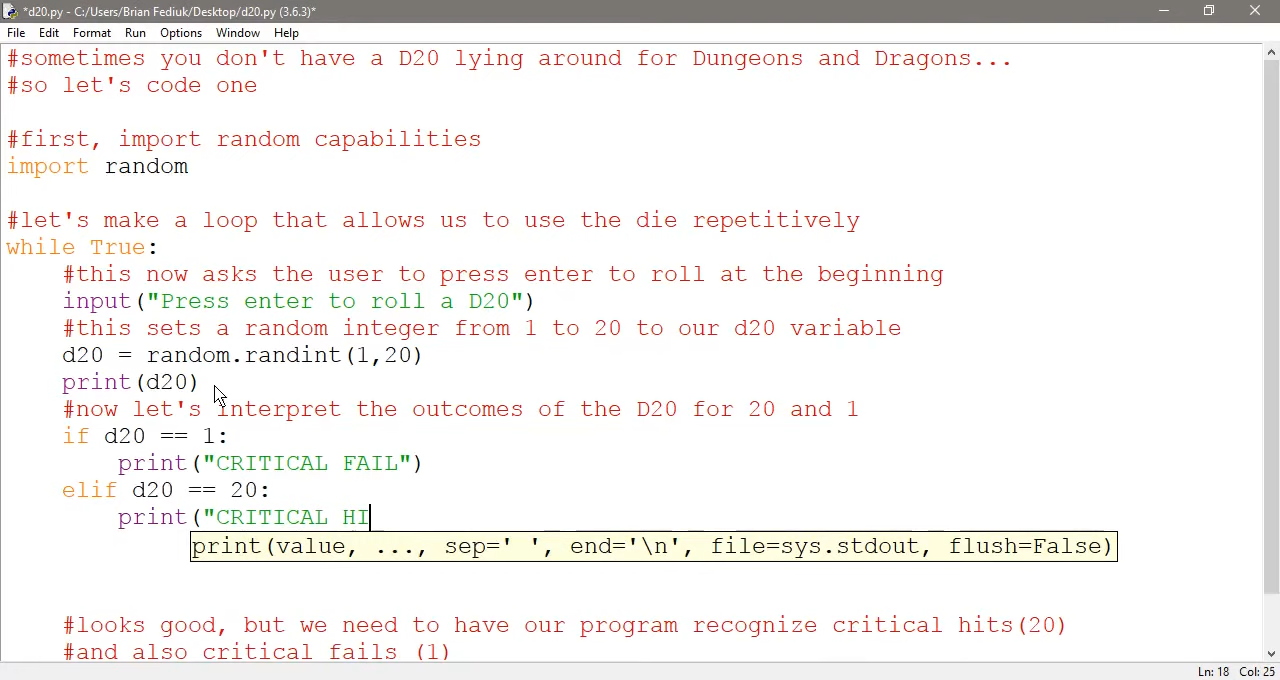 *d20.py - C:/Users/Brian Fediuk/Desktop/d20.py (3.6.3)*
File Edit Format Run Options Window Help
#sometimes you don't have a D20 lying around for Dungeons and Dragons...
#so let's code one
#first, import random capabilities
import random
#let's make a loop that allows us to use the die repetitively
while True:
    #this now asks the user to press enter to roll at the beginning
    input("Press enter to roll a D20")
    #this sets a random integer from 1 to 20 to our d20 variable
    d20 = random.randint(1,20)
    print(d20)
    #now let's interpret the outcomes of the D20 for 20 and 1
    if d20 == 1:
        print("CRITICAL FAIL")
    elif d20 == 20:
        print("CRITICAL HI
print(value, ..., sep=' ', end='\n', file=sys.stdout, flush=False)
    #looks good, but we need to have our program recognize critical hits(20)
    #and also critical fails (1)
Ln: 18 Col: 25